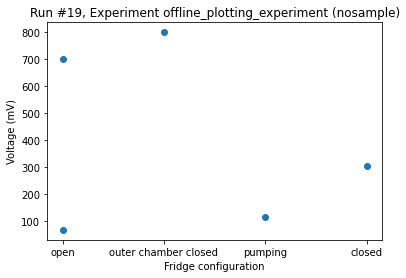 Run #19, Experiment offline_plotting_experiment (nosample)
800
700
600
500
400
300
200
100
Voltage (mV)
open outer chamber closed pumping closed
Fridge configuration